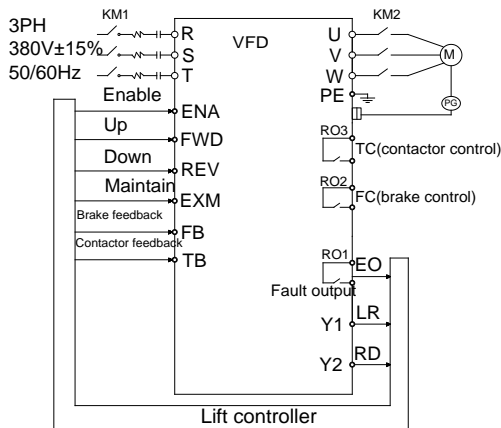 3PH
380V±15%
50/60Hz
KM1
R
S
T
VFD
U
V
W
PE
KM2
M
PG
Enable
ENA
Up
FWD
Down
REV
Maintain
EXM
Brake feedback
FB
Contactor feedback
TB
RO3
TC(contactor control)
RO2
FC(brake control)
RO1
EO
Fault output
Y1
LR
Y2
RD
Lift controller